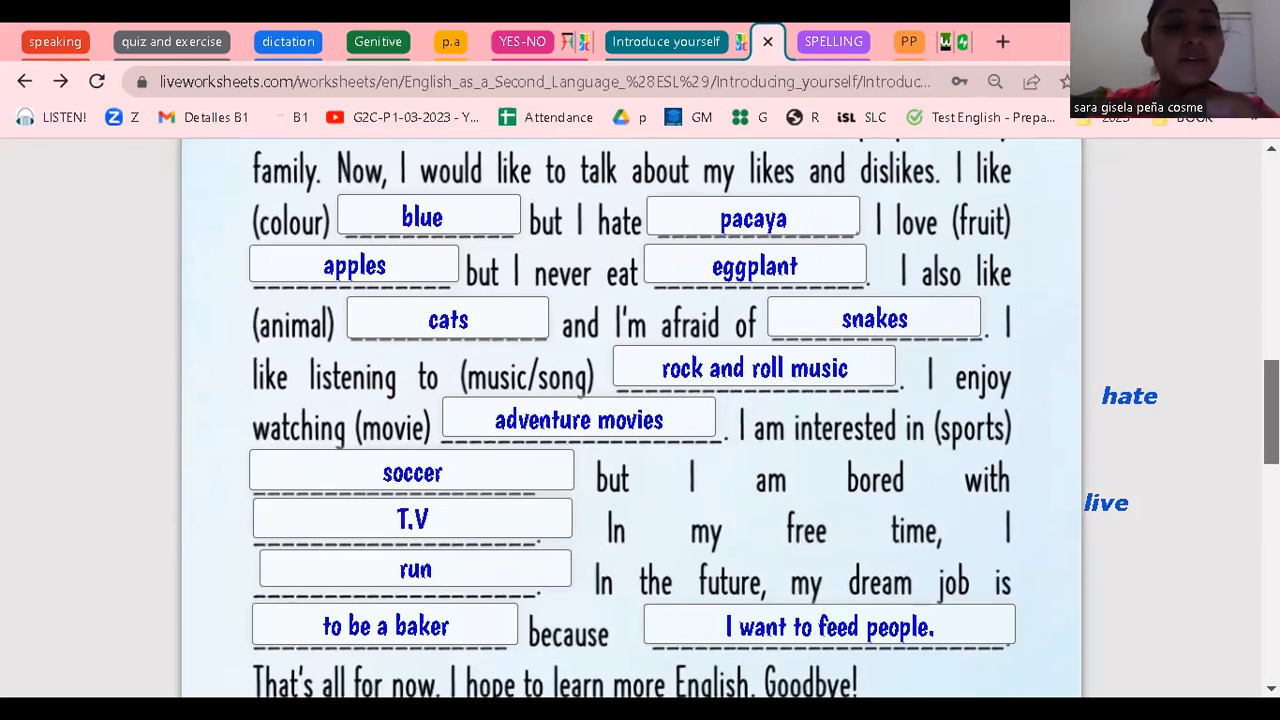 speaking quiz and exercise dictation Genitive p.a YES-NO Introduce yourself SPELLING PP
liveworksheets.com/worksheets/en/English_as_a_Second_Language_%28ESL%29/Introducing_yourself/Introduc...
sara gisela peña cosme
LISTEN! Z Detalles B1 B1 G2C-P1-03-2023 - Y... Attendance p GM G R iSL SLC Test English - Prepa... 2023 BOOK
family. Now, I would like to talk about my likes and dislikes. I like
(colour) blue but I hate pacaya. I love (fruit)
apples but I never eat eggplant. I also like
(animal) cats and I'm afraid of snakes. I
like listening to (music/song) rock and roll music. I enjoy
watching (movie) adventure movies. I am interested in (sports)
soccer but I am bored with
T.V. In my free time, I
run. In the future, my dream job is
to be a baker because I want to feed people.
That's all for now. I hope to learn more English. Goodbye!
hate
live